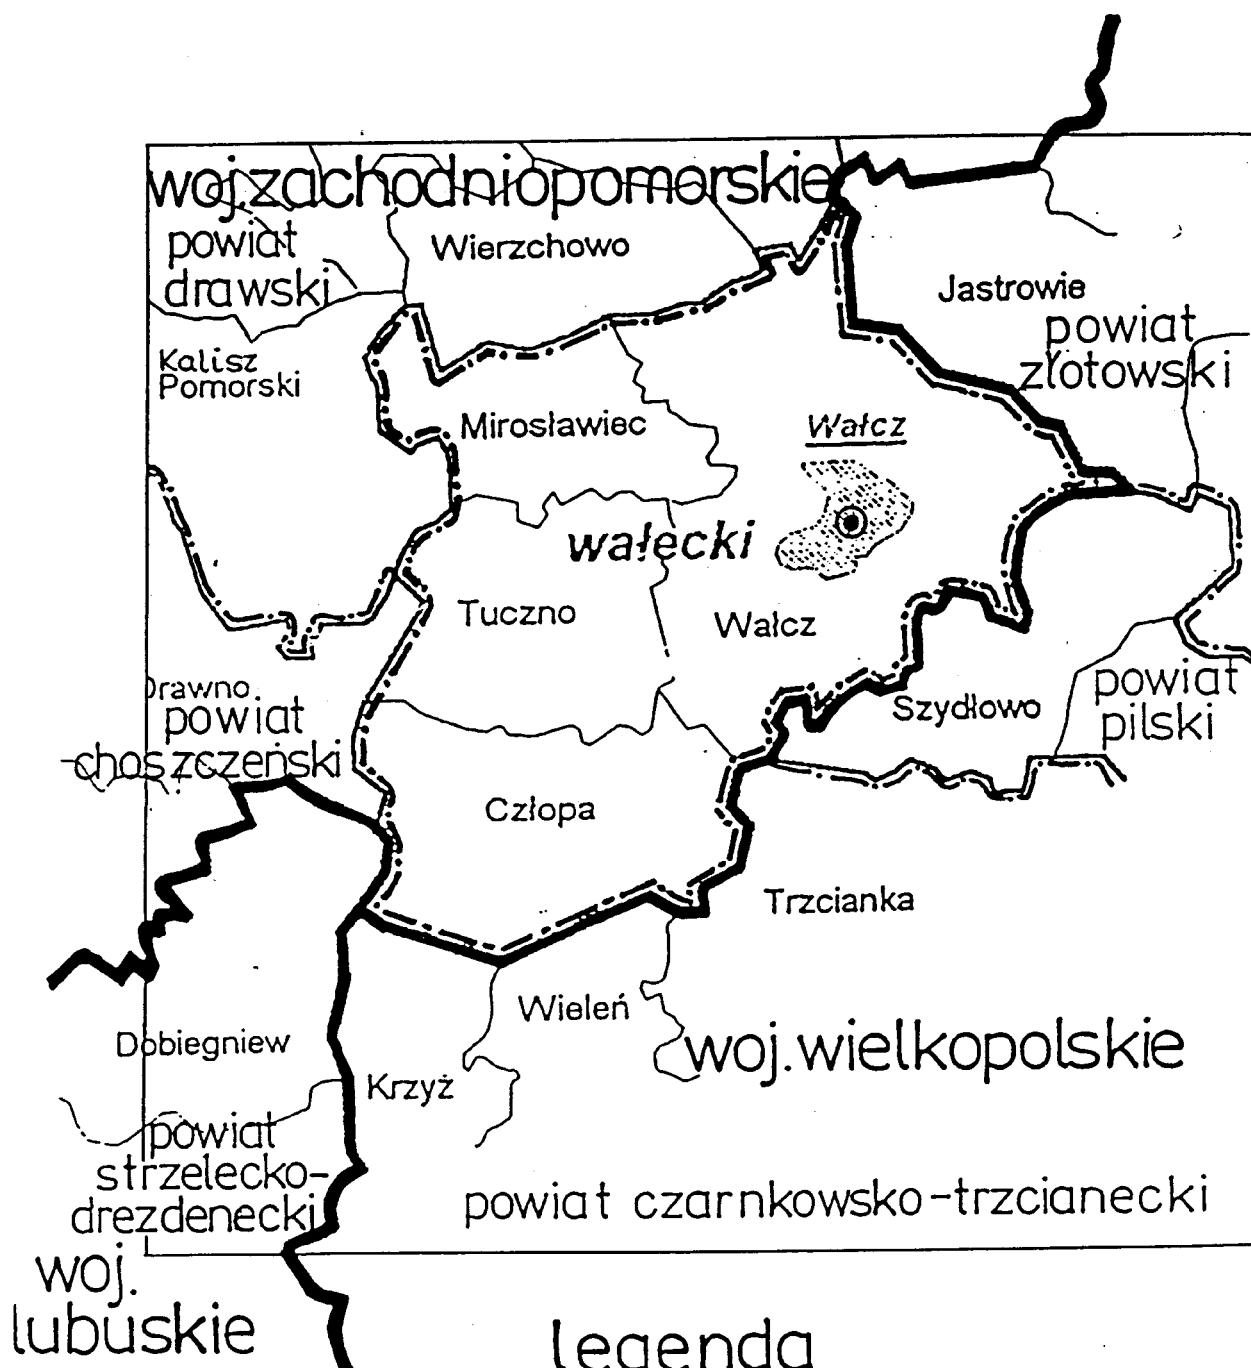 woj.zachodniopomorskie
powiat
drawski
Wierzchowo
Jastrowie
powiat
złotowski
Kalisz
Pomorski
Mirosławiec
Wałcz
wałecki
Tuczno
Wałcz
Drawno
powiat
choszczeński
Szydłowo
powiat
pilski
Człopa
Trzcianka
Wieleń
Dobiegniew
woj.wielkopolskie
Krzyż
powiat
strzelecko-
drezdenecki
powiat czarnkowsko-trzcianecki
woj.
lubuskie
legenda